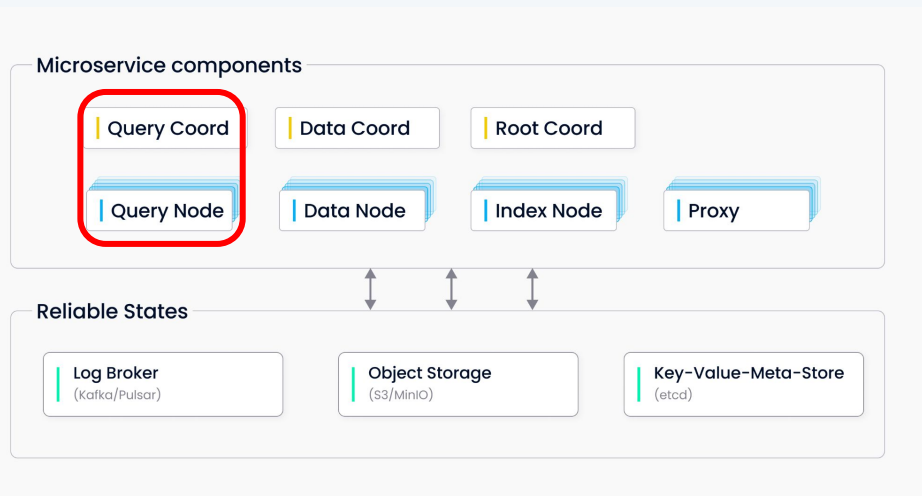 Microservice components
Query Coord
Data Coord
Root Coord
Query Node
Data Node
Index Node
Proxy
Reliable States
Log Broker
(Kafka/Pulsar)
Object Storage
(S3/MinIO)
Key-Value-Meta-Store
(etcd)